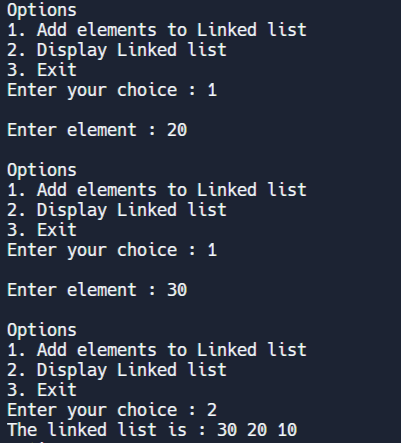 Options
1. Add elements to Linked list
2. Display Linked list
3. Exit
Enter your choice : 1
Enter element : 20
Options
1. Add elements to Linked list
2. Display Linked list
3. Exit
Enter your choice : 1
Enter element : 30
Options
1. Add elements to Linked list
2. Display Linked list
3. Exit
Enter your choice : 2
The linked list is : 30 20 10